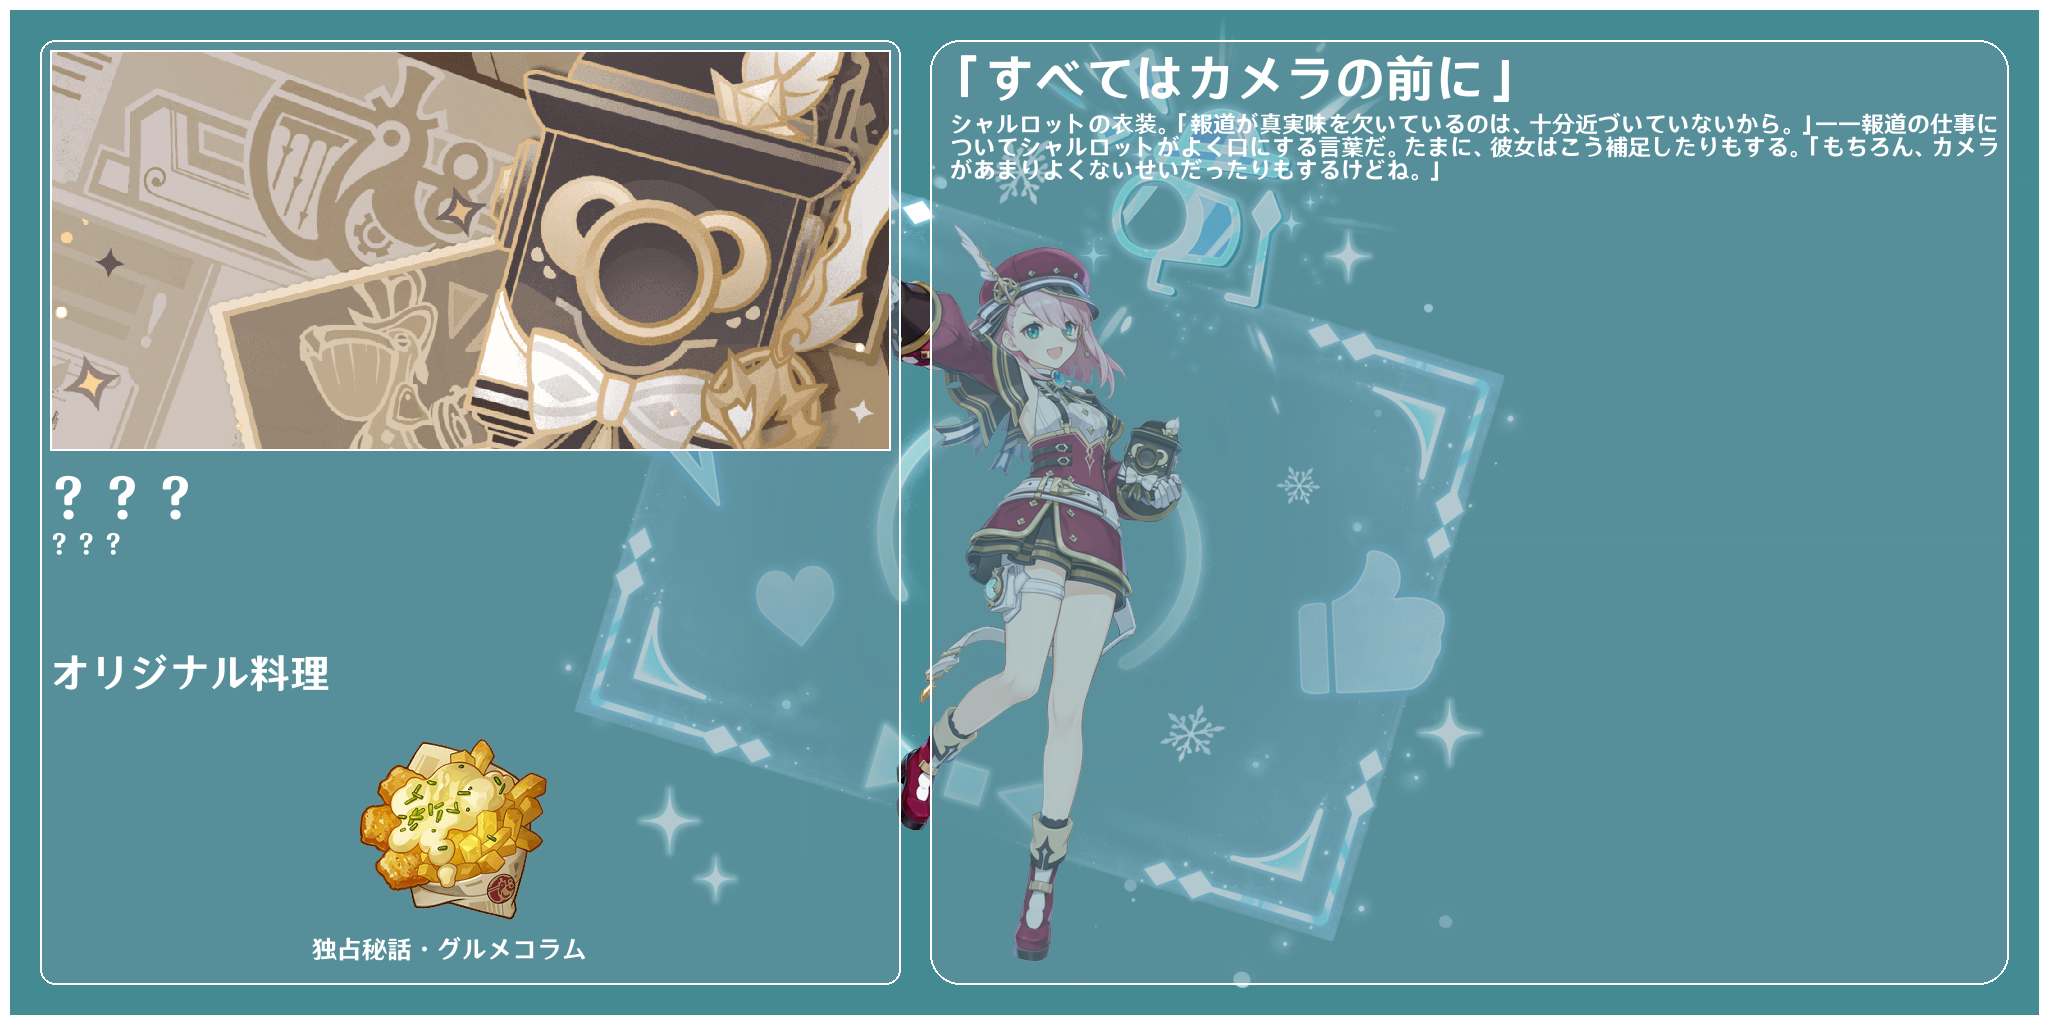 ？？？
？？？
オリジナル料理
独占秘話・グルメコラム
「すべてはカメラの前に」
シャルロットの衣装。「報道が真実味を欠いているのは、十分近づいていないから。」——報道の仕事に
ついてシャルロットがよく口にする言葉だ。たまに、彼女はこう補足したりもする。「もちろん、カメラ
があまりよくないせいだったりもするけどね。」